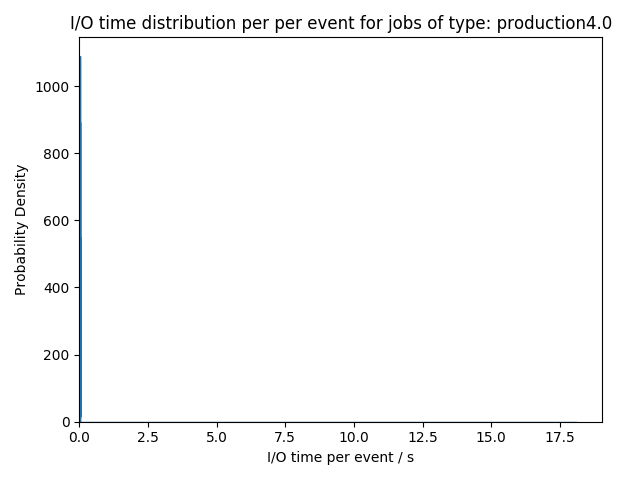 I/O time distribution per per event for jobs of type: production4.0
1000
800
600
400
200
0
Probability Density
0.0 2.5 5.0 7.5 10.0 12.5 15.0 17.5
I/O time per event / s